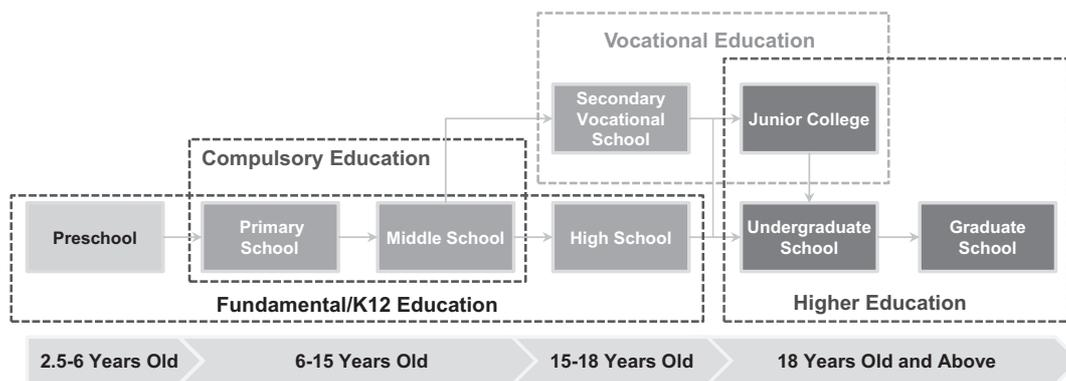 Vocational Education
Secondary
Vocational
School
Junior College
Compulsory Education
Preschool
Primary
School
Middle School
High School
Undergraduate
School
Graduate
School
Fundamental/K12 Education
Higher Education
2.5-6 Years Old
6-15 Years Old
15-18 Years Old
18 Years Old and Above